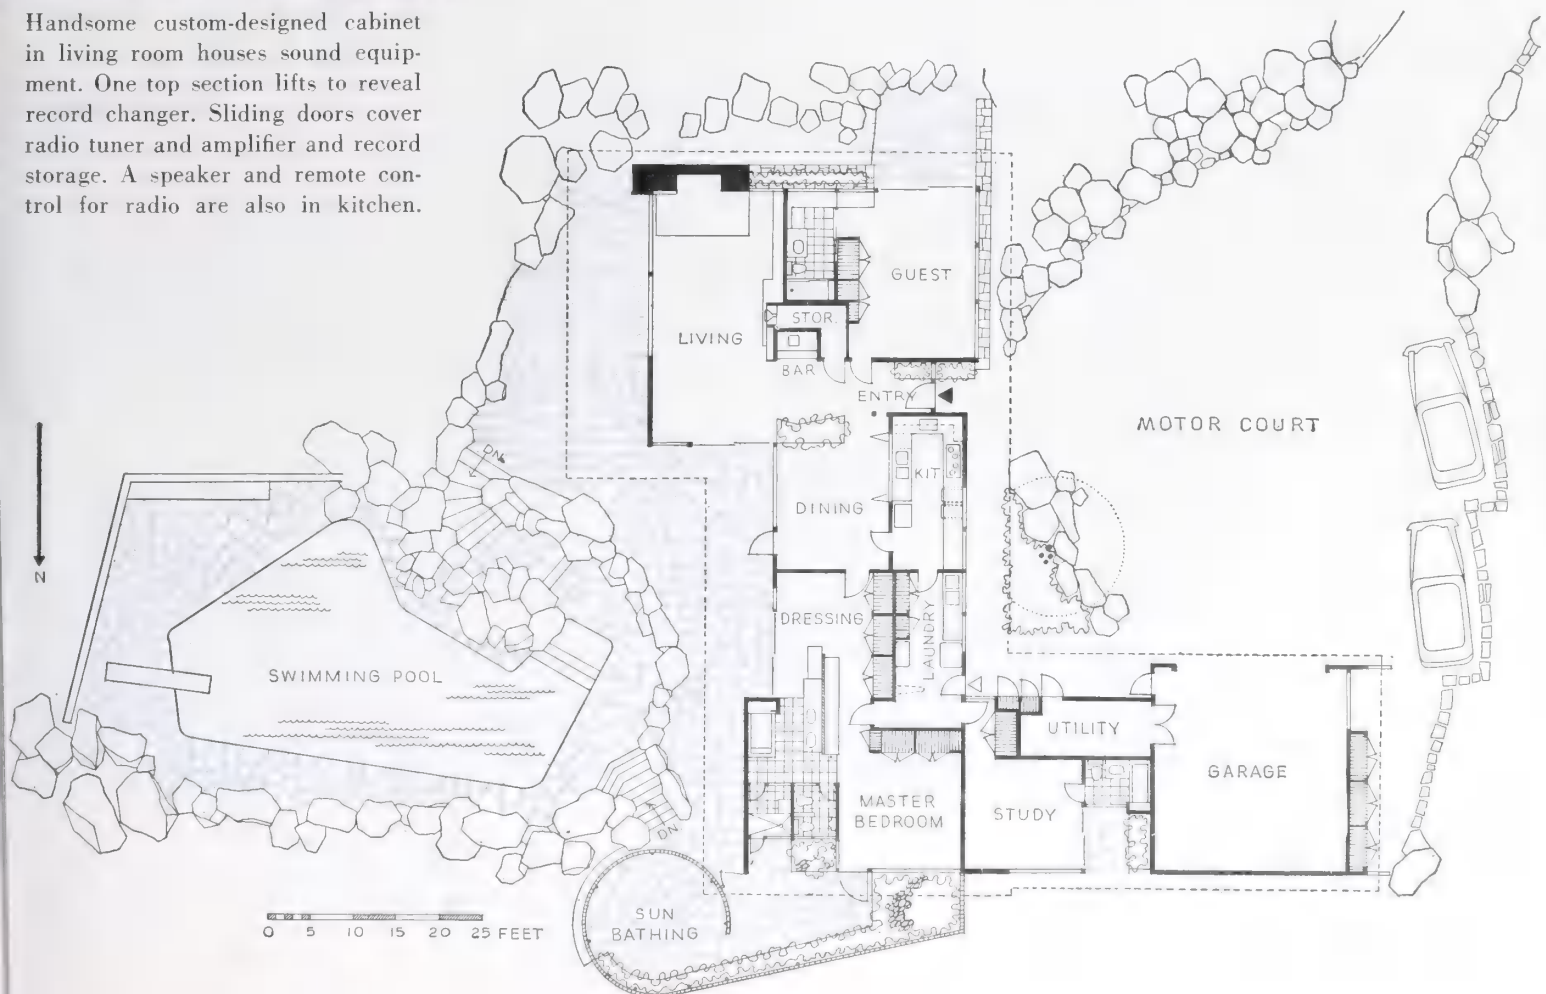 Handsome custom-designed cabinet
in living room houses sound equip-
ment. One top section lifts to reveal
record changer. Sliding doors cover
radio tuner and amplifier and record
storage. A speaker and remote con-
trol for radio are also in kitchen.
GUEST
STOR.
LIVING
BAR
ENTRY
MOTOR COURT
DN
KIT.
DINING
N
DRESSING
LAUNDRY
SWIMMING POOL
UTILITY
GARAGE
MASTER
BEDROOM
STUDY
DN
SUN
BATHING
0 5 10 15 20 25 FEET